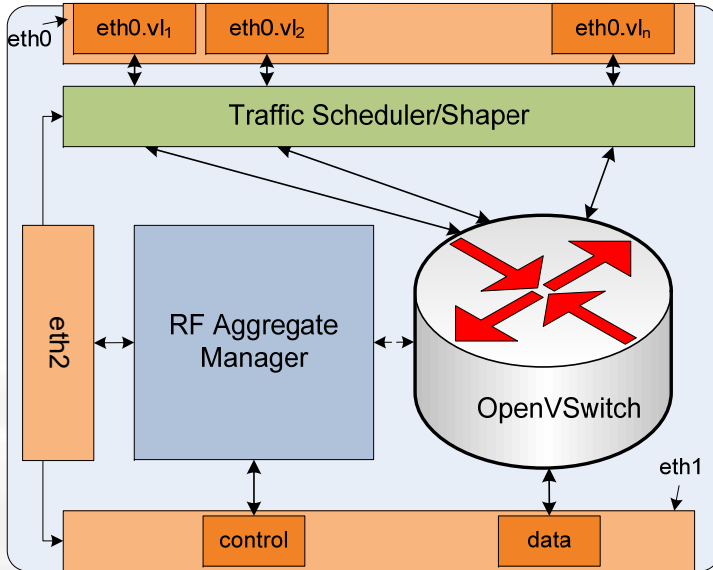 eth0
eth0.vl₁
eth0.vl₂
eth0.vlₙ
Traffic Scheduler/Shaper
eth2
RF Aggregate
Manager
OpenVSwitch
eth1
control
data